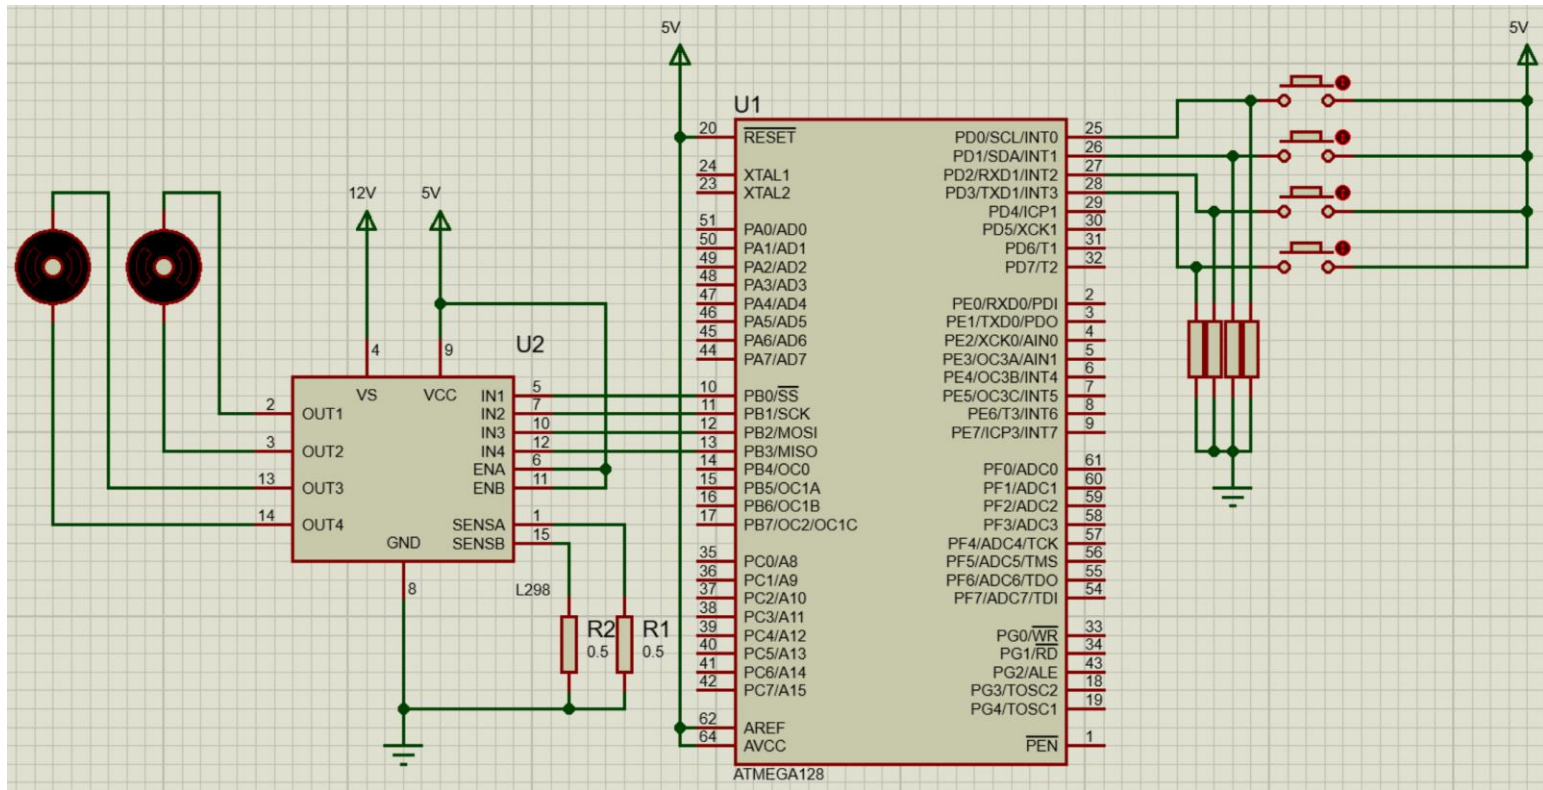 5V
5V
U1
20 RESET
24 XTAL1
23 XTAL2
51 PA0/AD0
50 PA1/AD1
49 PA2/AD2
48 PA3/AD3
47 PA4/AD4
46 PA5/AD5
45 PA6/AD6
44 PA7/AD7
10 PB0/SS
11 PB1/SCK
12 PB2/MOSI
13 PB3/MISO
14 PB4/OC0
15 PB5/OC1A
16 PB6/OC1B
17 PB7/OC2/OC1C
35 PC0/A8
36 PC1/A9
37 PC2/A10
38 PC3/A11
39 PC4/A12
40 PC5/A13
41 PC6/A14
42 PC7/A15
62 AREF
64 AVCC
PD0/SCL/INT0 25
PD1/SDA/INT1 26
PD2/RXD1/INT2 27
PD3/TXD1/INT3 28
PD4/ICP1 29
PD5/XCK1 30
PD6/T1 31
PD7/T2 32
PE0/RXD0/PDI 2
PE1/TXD0/PDO 3
PE2/XCK0/AIN0 4
PE3/OC3A/AIN1 5
PE4/OC3B/INT4 6
PE5/OC3C/INT5 7
PE6/T3/INT6 8
PE7/ICP3/INT7 9
PF0/ADC0 61
PF1/ADC1 60
PF2/ADC2 59
PF3/ADC3 58
PF4/ADC4/TCK 57
PF5/ADC5/TMS 56
PF6/ADC6/TDO 55
PF7/ADC7/TDI 54
PG0/WR 33
PG1/RD 34
PG2/ALE 43
PG3/TOSC2 18
PG4/TOSC1 19
PEN 1
ATMEGA128
12V
5V
4
9
U2
VS
VCC
2 OUT1
3 OUT2
13 OUT3
14 OUT4
IN1 5
IN2 7
IN3 10
IN4 12
ENA 6
ENB 11
SENSA 1
SENSB 15
GND
8
L298
R2
0.5
R1
0.5